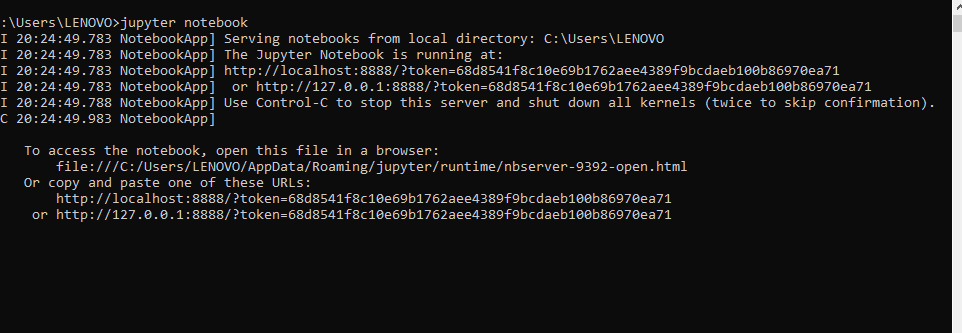 :\Users\LENOVO>jupyter notebook
I 20:24:49.783 NotebookApp] Serving notebooks from local directory: C:\Users\LENOVO
I 20:24:49.783 NotebookApp] The Jupyter Notebook is running at:
I 20:24:49.783 NotebookApp] http://localhost:8888/?token=68d8541f8c10e69b1762aee4389f9bcdaeb100b86970ea71
I 20:24:49.783 NotebookApp]  or http://127.0.0.1:8888/?token=68d8541f8c10e69b1762aee4389f9bcdaeb100b86970ea71
I 20:24:49.788 NotebookApp] Use Control-C to stop this server and shut down all kernels (twice to skip confirmation).
C 20:24:49.983 NotebookApp]
To access the notebook, open this file in a browser:
file:///C:/Users/LENOVO/AppData/Roaming/jupyter/runtime/nbserver-9392-open.html
Or copy and paste one of these URLs:
http://localhost:8888/?token=68d8541f8c10e69b1762aee4389f9bcdaeb100b86970ea71
or http://127.0.0.1:8888/?token=68d8541f8c10e69b1762aee4389f9bcdaeb100b86970ea71